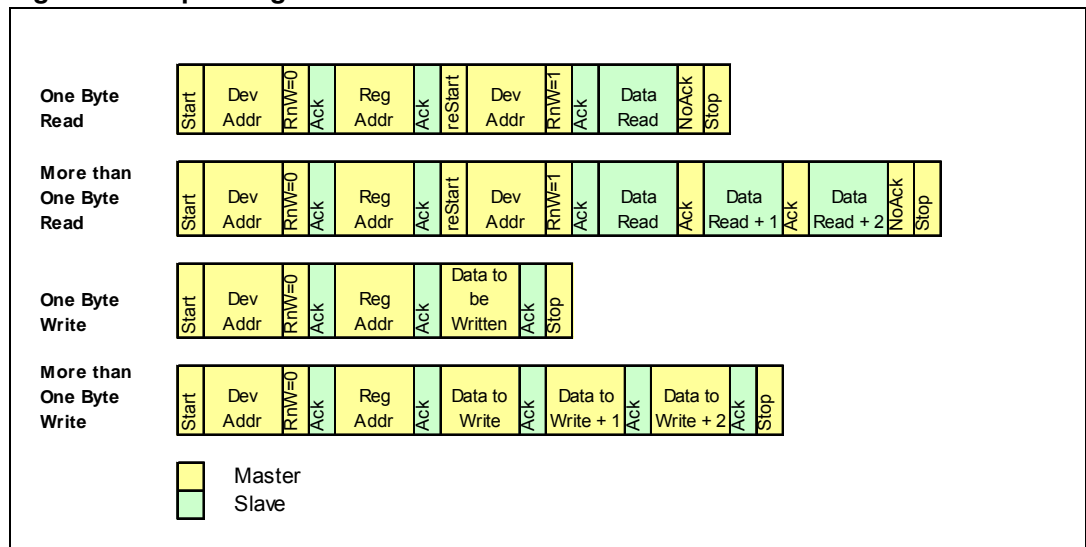 One Byte
Read
Start
Dev
Addr
RnW=0
Ack
Reg
Addr
Ack
reStart
Dev
Addr
RnW=1
Ack
Data
Read
NoAck
Stop
More than
One Byte
Read
Start
Dev
Addr
RnW=0
Ack
Reg
Addr
Ack
reStart
Dev
Addr
RnW=1
Ack
Data
Read
Ack
Data
Read + 1
Ack
Data
Read + 2
NoAck
Stop
One Byte
Write
Start
Dev
Addr
RnW=0
Ack
Reg
Addr
Ack
Data to
be
Written
Ack
Stop
More than
One Byte
Write
Start
Dev
Addr
RnW=0
Ack
Reg
Addr
Ack
Data to
Write
Ack
Data to
Write + 1
Ack
Data to
Write + 2
Ack
Stop
Master
Slave